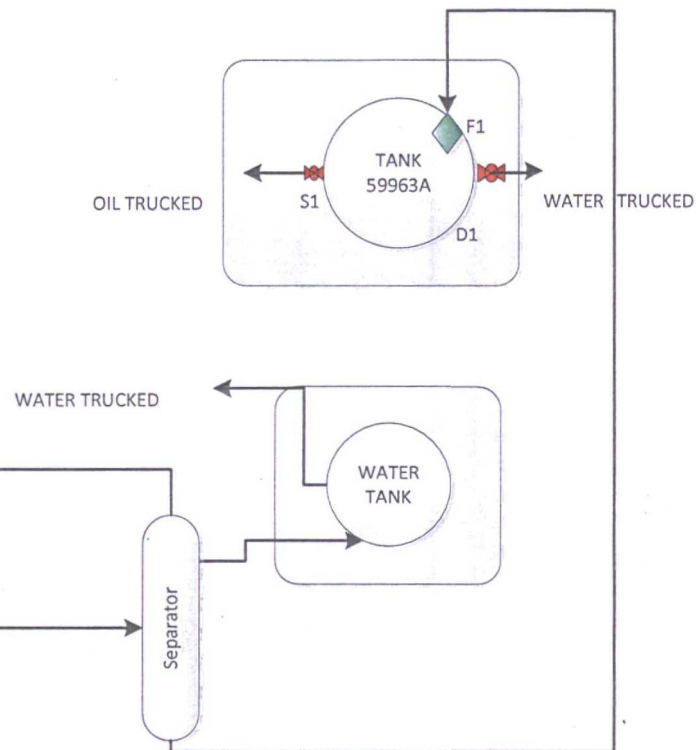 F1
TANK
59963A
OIL TRUCKED
S1
WATER TRUCKED
D1
WATER TRUCKED
WATER
TANK
Separator